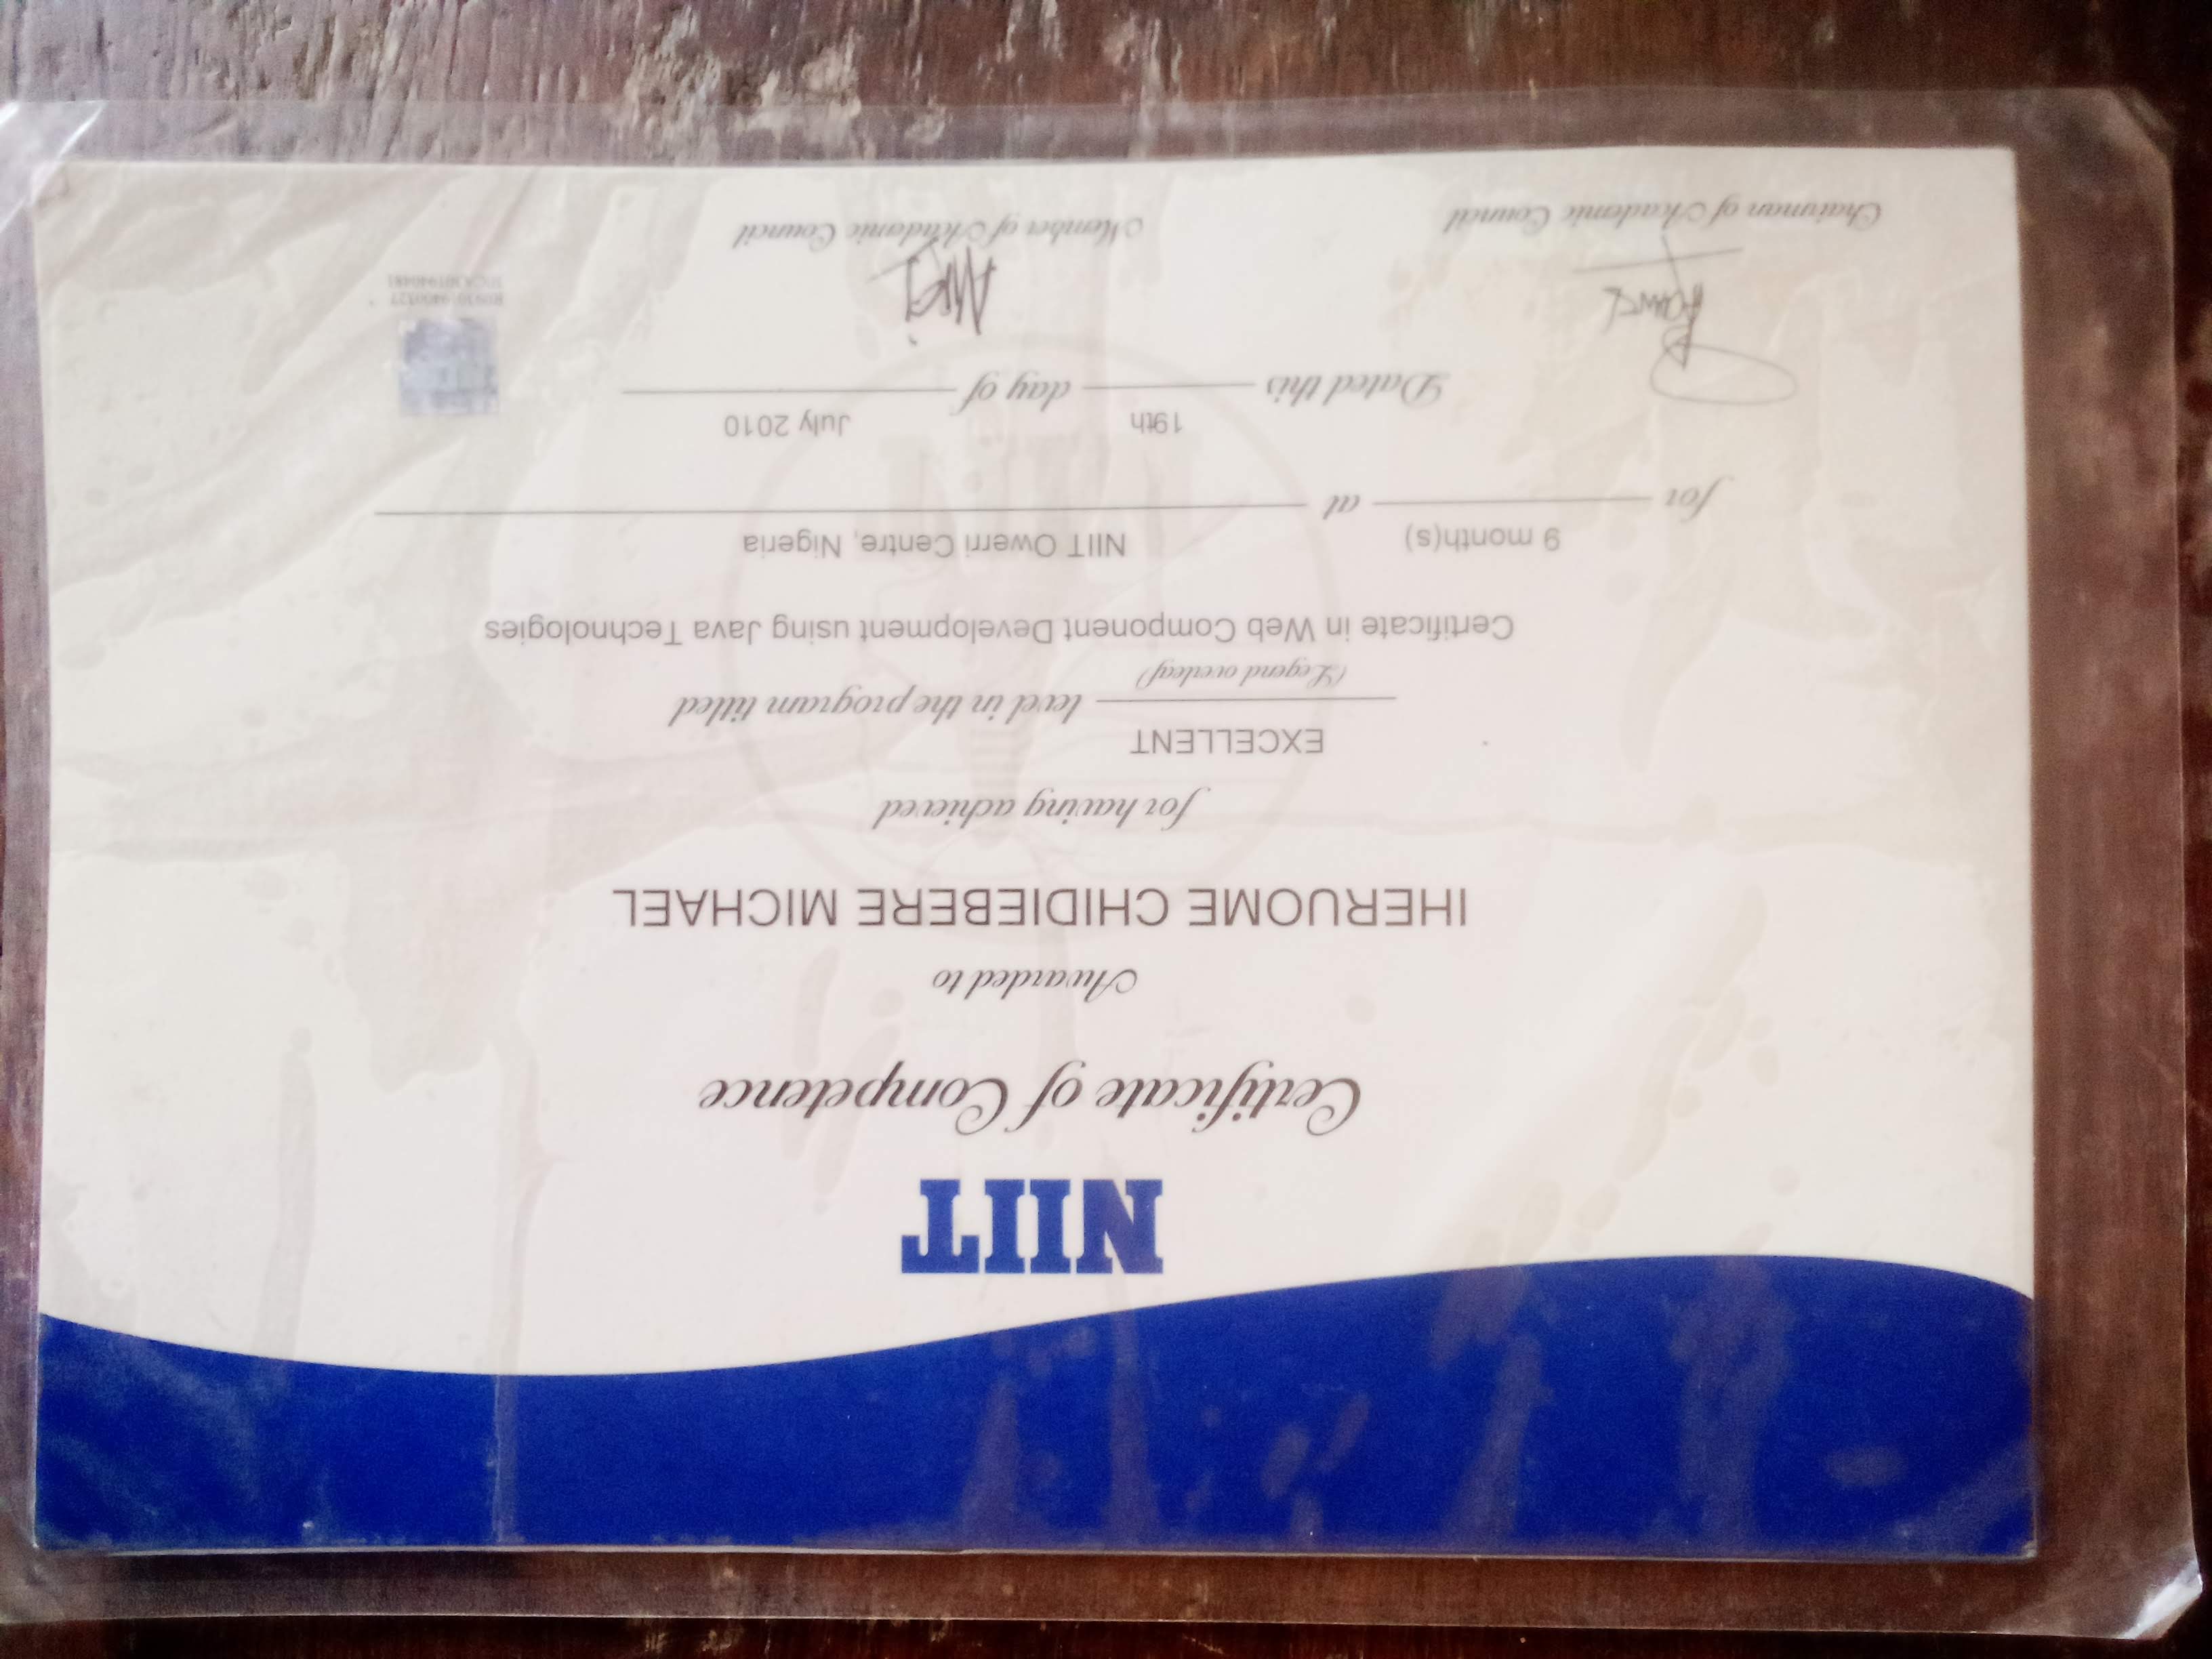 NIIT
Certificate of Competence
Awarded to
IHERUOME CHIDIEBERE MICHAEL
for having achieved
EXCELLENT
level in the program titled
(Legend overleaf)
Certificate in Web Component Development using Java Technologies
for 9 month(s) at NIIT Owerri Centre, Nigeria
Dated this 19th day of July 2010
Chairman of Academic Council
Member of Academic Council